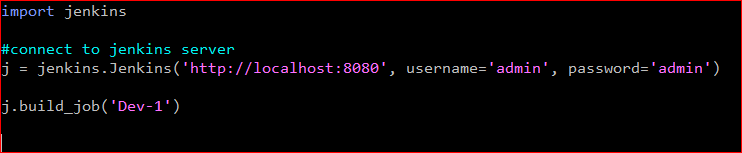 import jenkins
#connect to jenkins server
j = jenkins.Jenkins('http://localhost:8080', username='admin', password='admin')
j.build_job('Dev-1')